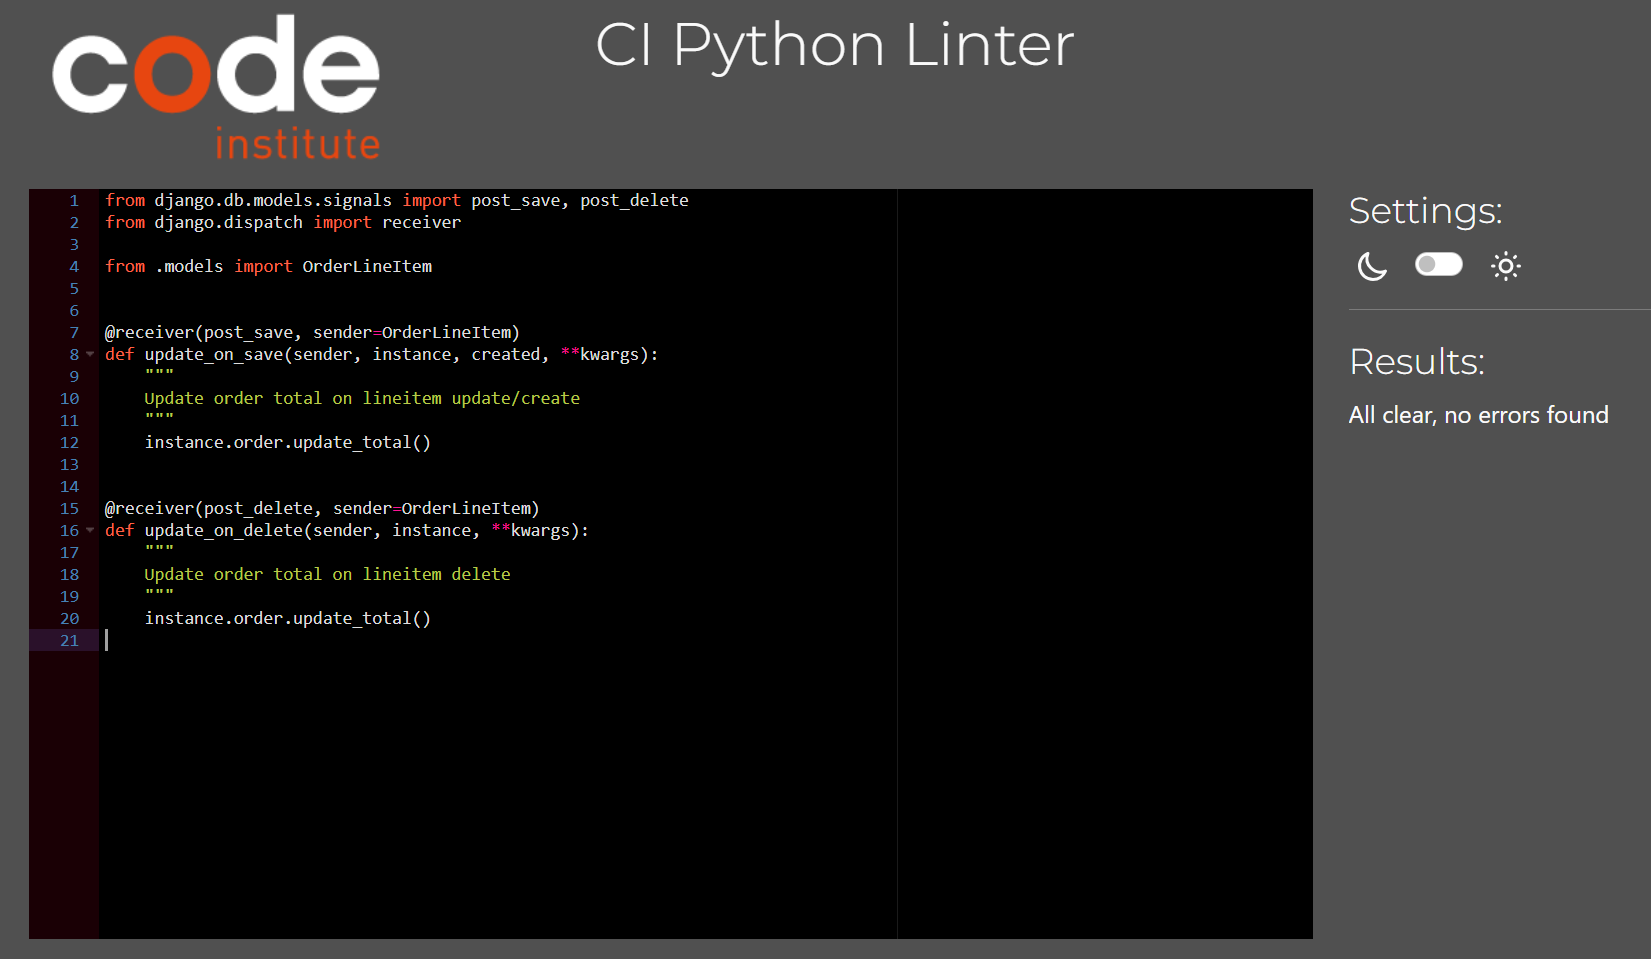 code
institute
CI Python Linter
1 from django.db.models.signals import post_save, post_delete
2 from django.dispatch import receiver
3
4 from .models import OrderLineItem
5
6
7 @receiver(post_save, sender=OrderLineItem)
8 def update_on_save(sender, instance, created, **kwargs):
9     """
10     Update order total on lineitem update/create
11     """
12     instance.order.update_total()
13
14
15 @receiver(post_delete, sender=OrderLineItem)
16 def update_on_delete(sender, instance, **kwargs):
17     """
18     Update order total on lineitem delete
19     """
20     instance.order.update_total()
21
Settings:
Results:
All clear, no errors found